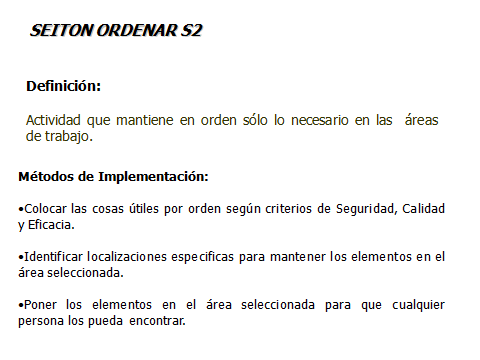 SEITON ORDENAR S2
Definición:
Actividad que mantiene en orden sólo lo necesario en las áreas
de trabajo.
Métodos de Implementación:
•Colocar las cosas útiles por orden según criterios de Seguridad, Calidad
y Eficacia.
•Identificar localizaciones especificas para mantener los elementos en el
área seleccionada.
•Poner los elementos en el área seleccionada para que cualquier
persona los pueda encontrar.